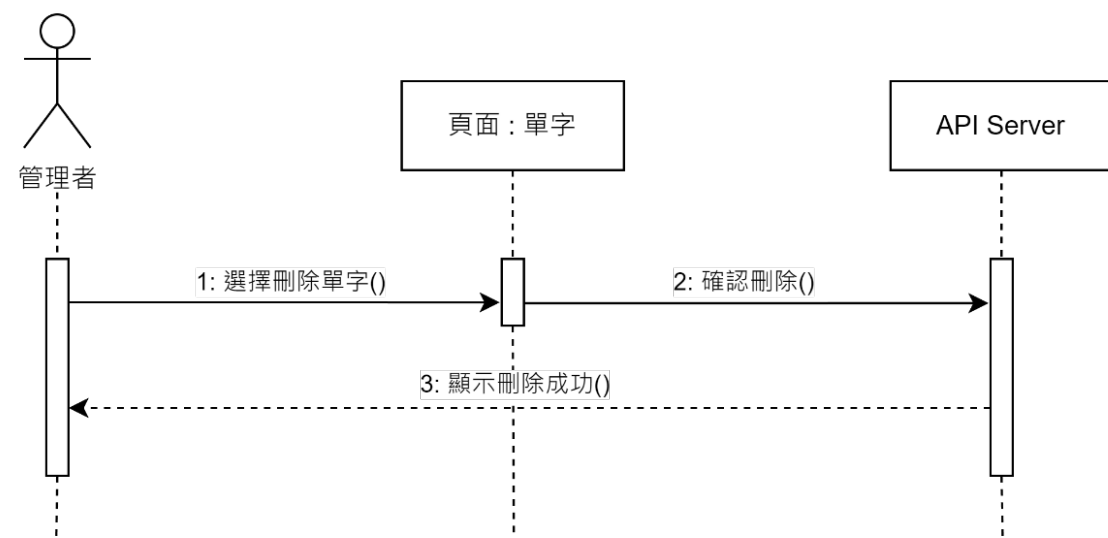 頁面 : 單字
API Server
管理者
1: 選擇刪除單字()
2: 確認刪除()
3: 顯示刪除成功()